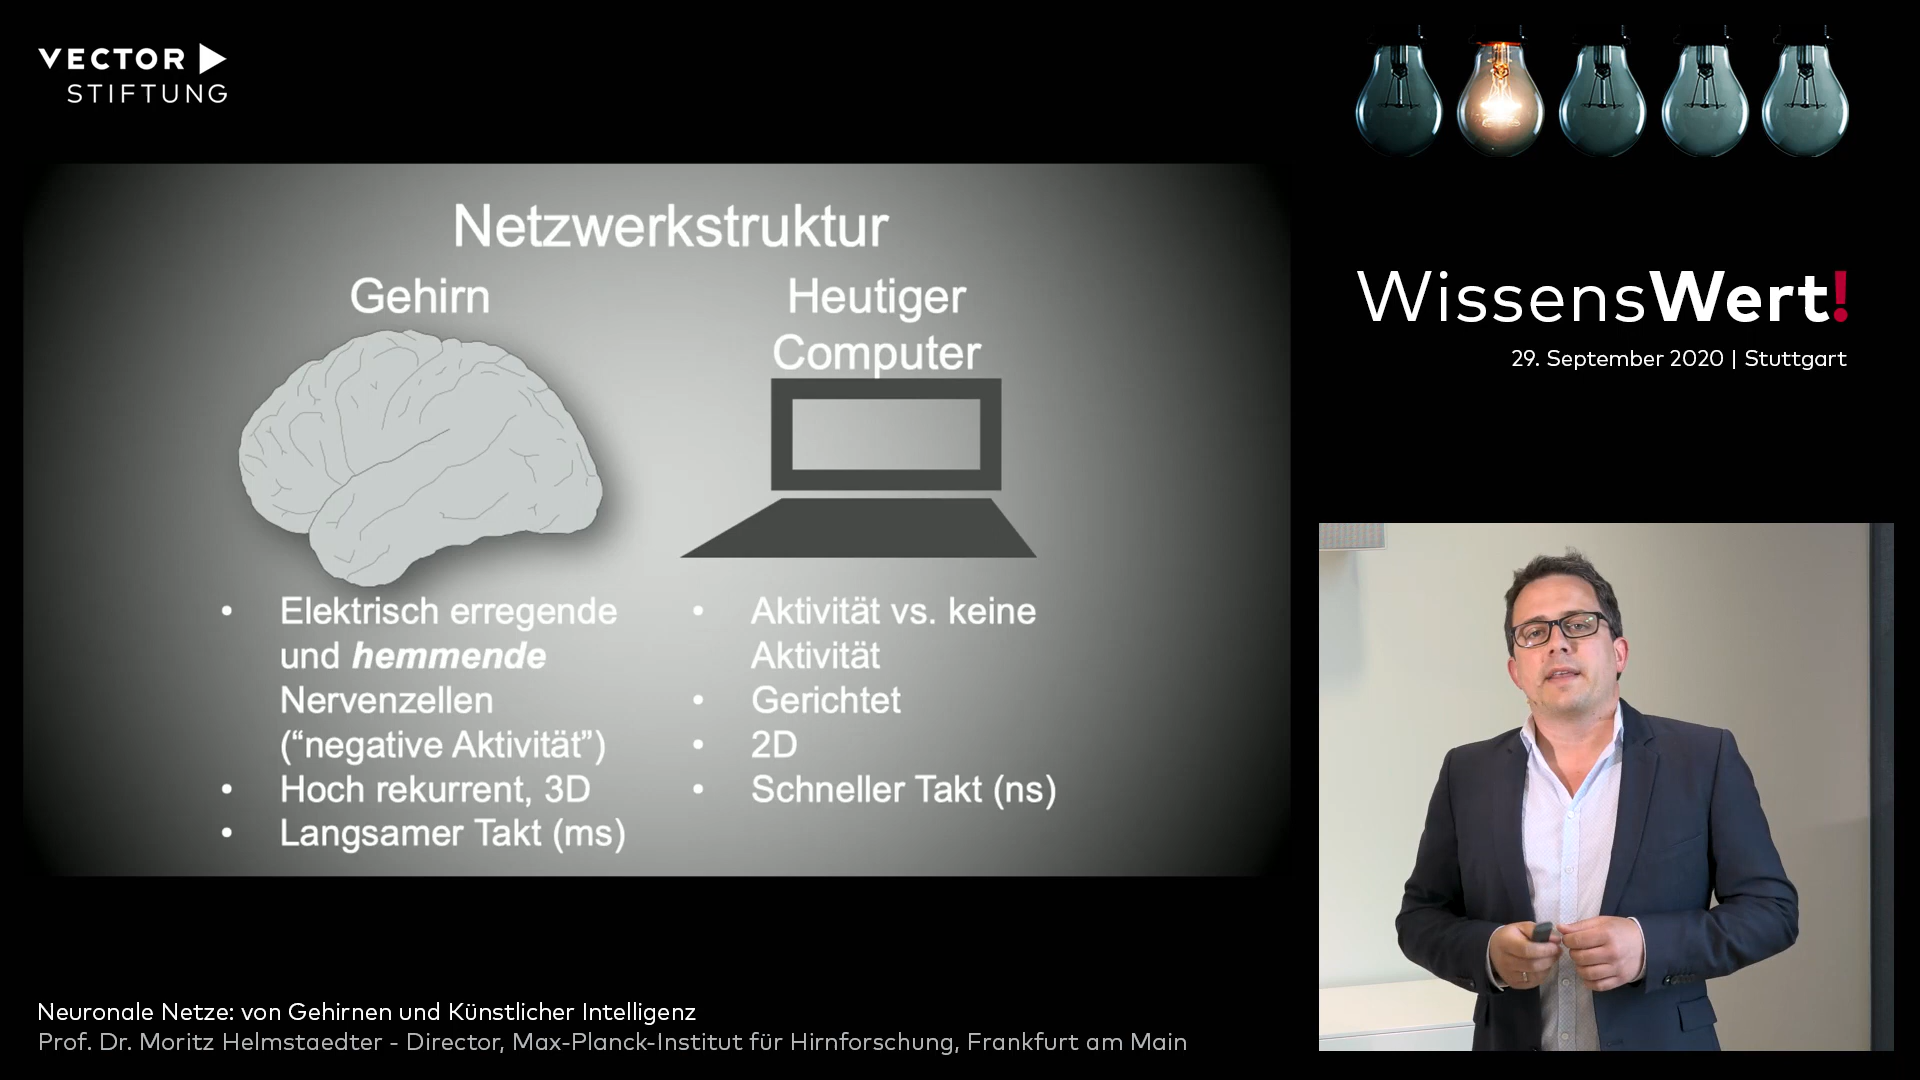 VECTOR
STIFTUNG
Netzwerkstruktur
Gehirn
Heutiger
Computer
• Elektrisch erregende
und hemmende
Nervenzellen
(“negative Aktivität”)
• Hoch rekurrent, 3D
• Langsamer Takt (ms)
• Aktivität vs. keine
Aktivität
• Gerichtet
• 2D
• Schneller Takt (ns)
WissensWert!
29. September 2020 | Stuttgart
Neuronale Netze: von Gehirnen und Künstlicher Intelligenz
Prof. Dr. Moritz Helmstaedter - Director, Max-Planck-Institut für Hirnforschung, Frankfurt am Main